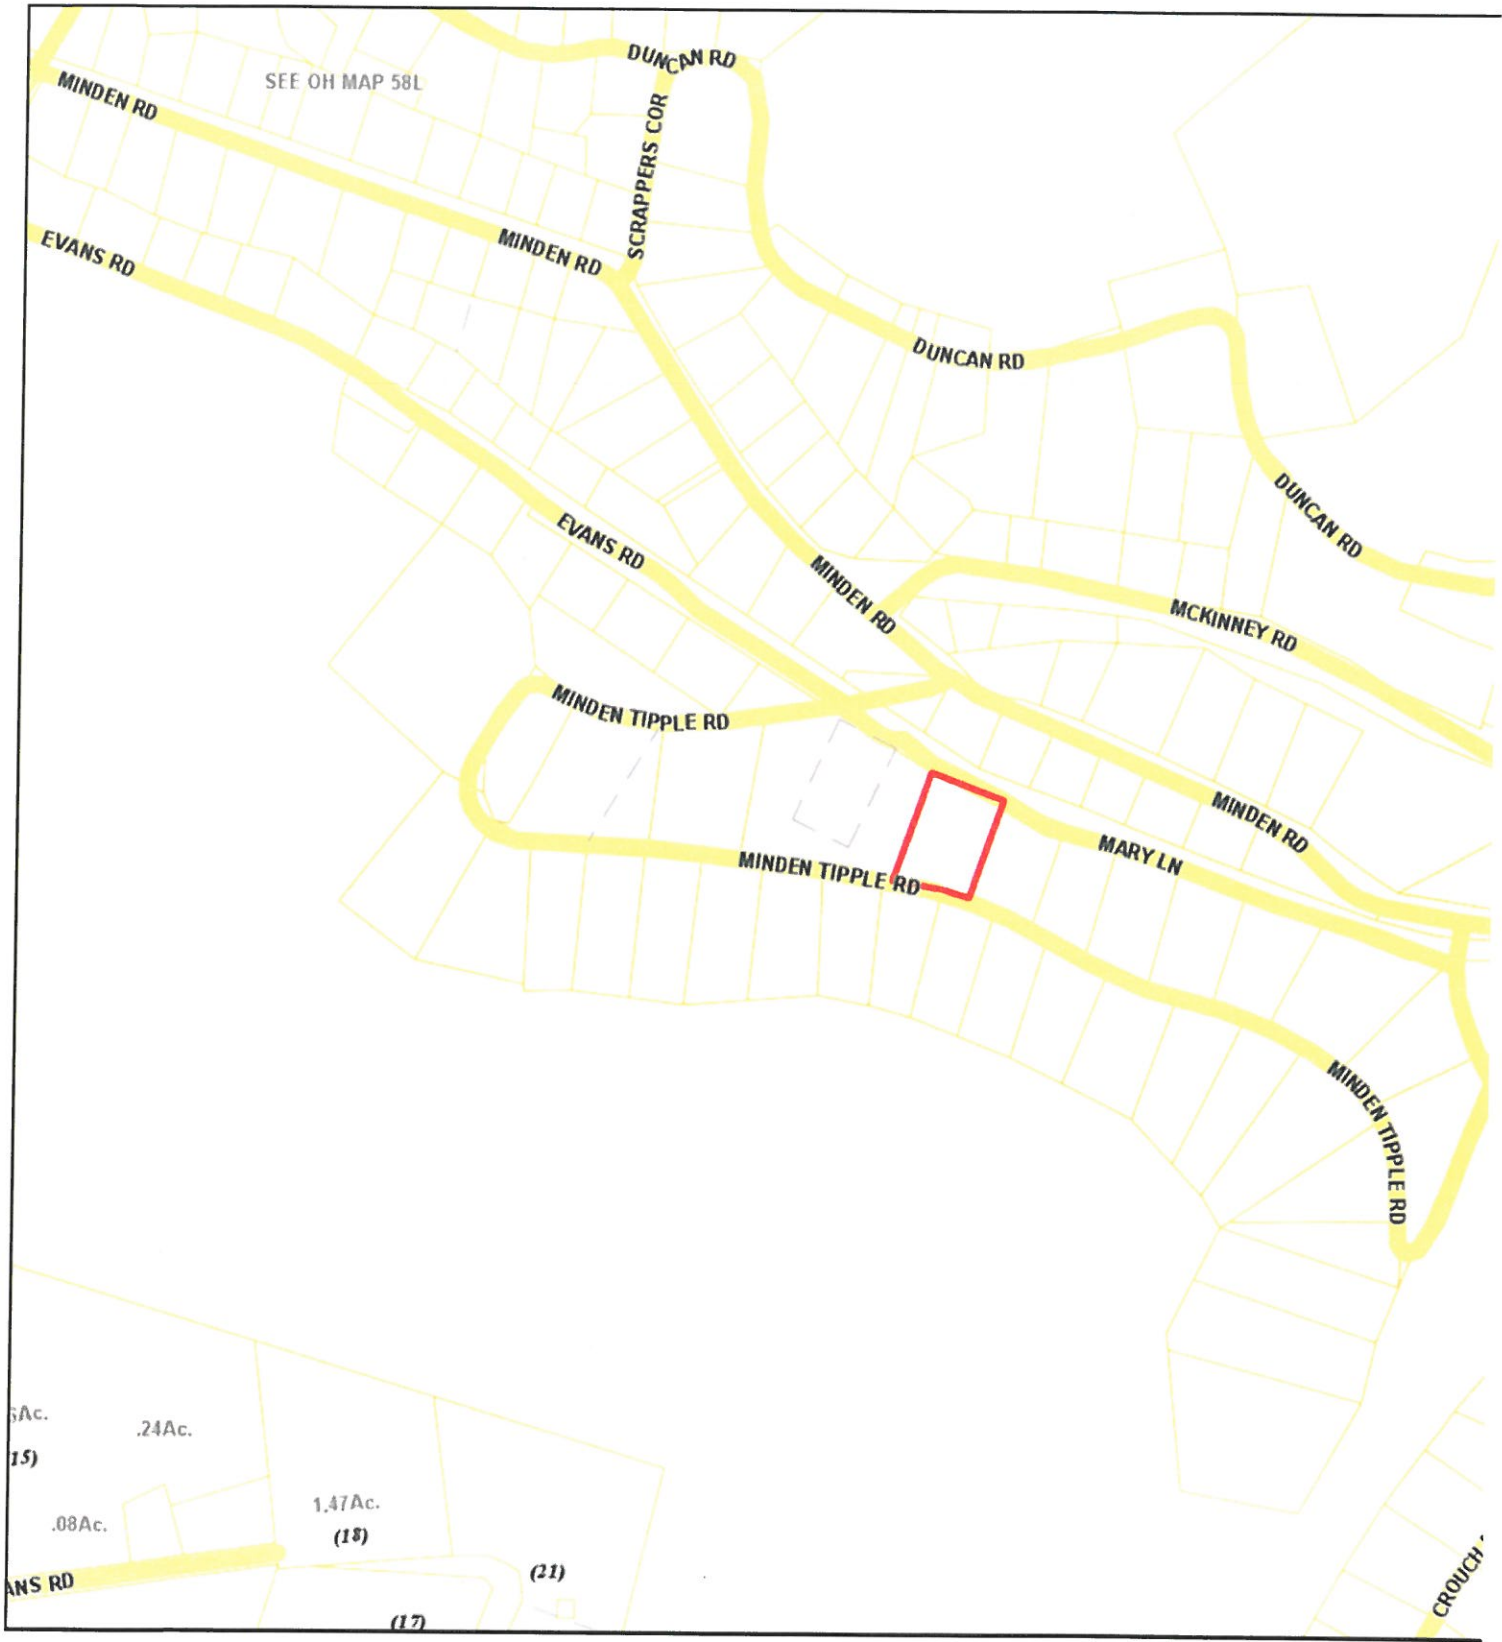 DUNCAN RD
SEE OH MAP 58L
MINDEN RD
SCRAPPERS COR
EVANS RD
MINDEN RD
DUNCAN RD
DUNCAN RD
EVANS RD
MINDEN RD
MCKINNEY RD
MINDEN TIPPLE RD
MINDEN RD
MARY LN
MINDEN TIPPLE RD
MINDEN TIPPLE RD
Ac.
.24Ac.
15)
1.47Ac.
.08Ac.
(18)
(21)
ANS RD
CROUCH
(17)